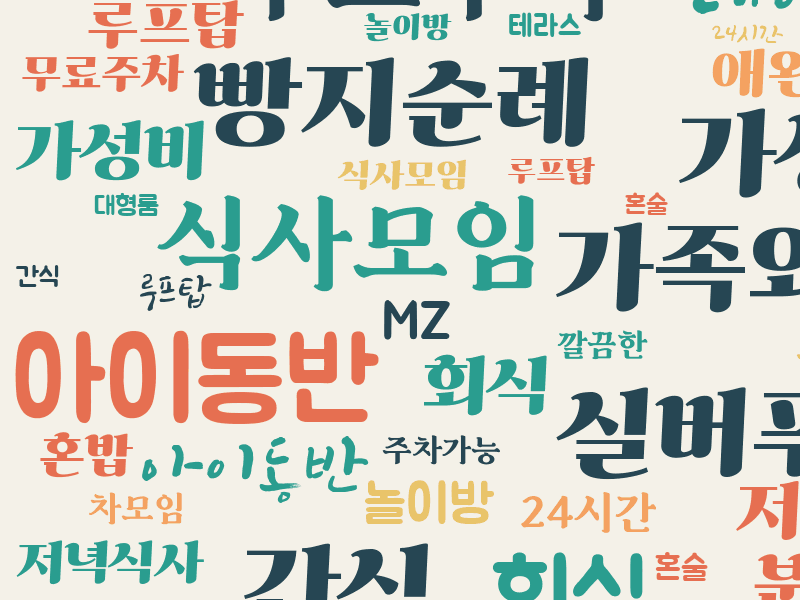 루프탑
놀이방
테라스
24시간
무료주차
빵지순례
애완
가성비
식사모임
루프탑
대형룸
식사모임
혼술
가족외
간식
루프탑
MZ
아이동반
깔끔한
회식
실버푸
혼밥
아이동반
주차가능
차모임
놀이방
24시간
저녁식사
간식
회식
혼술